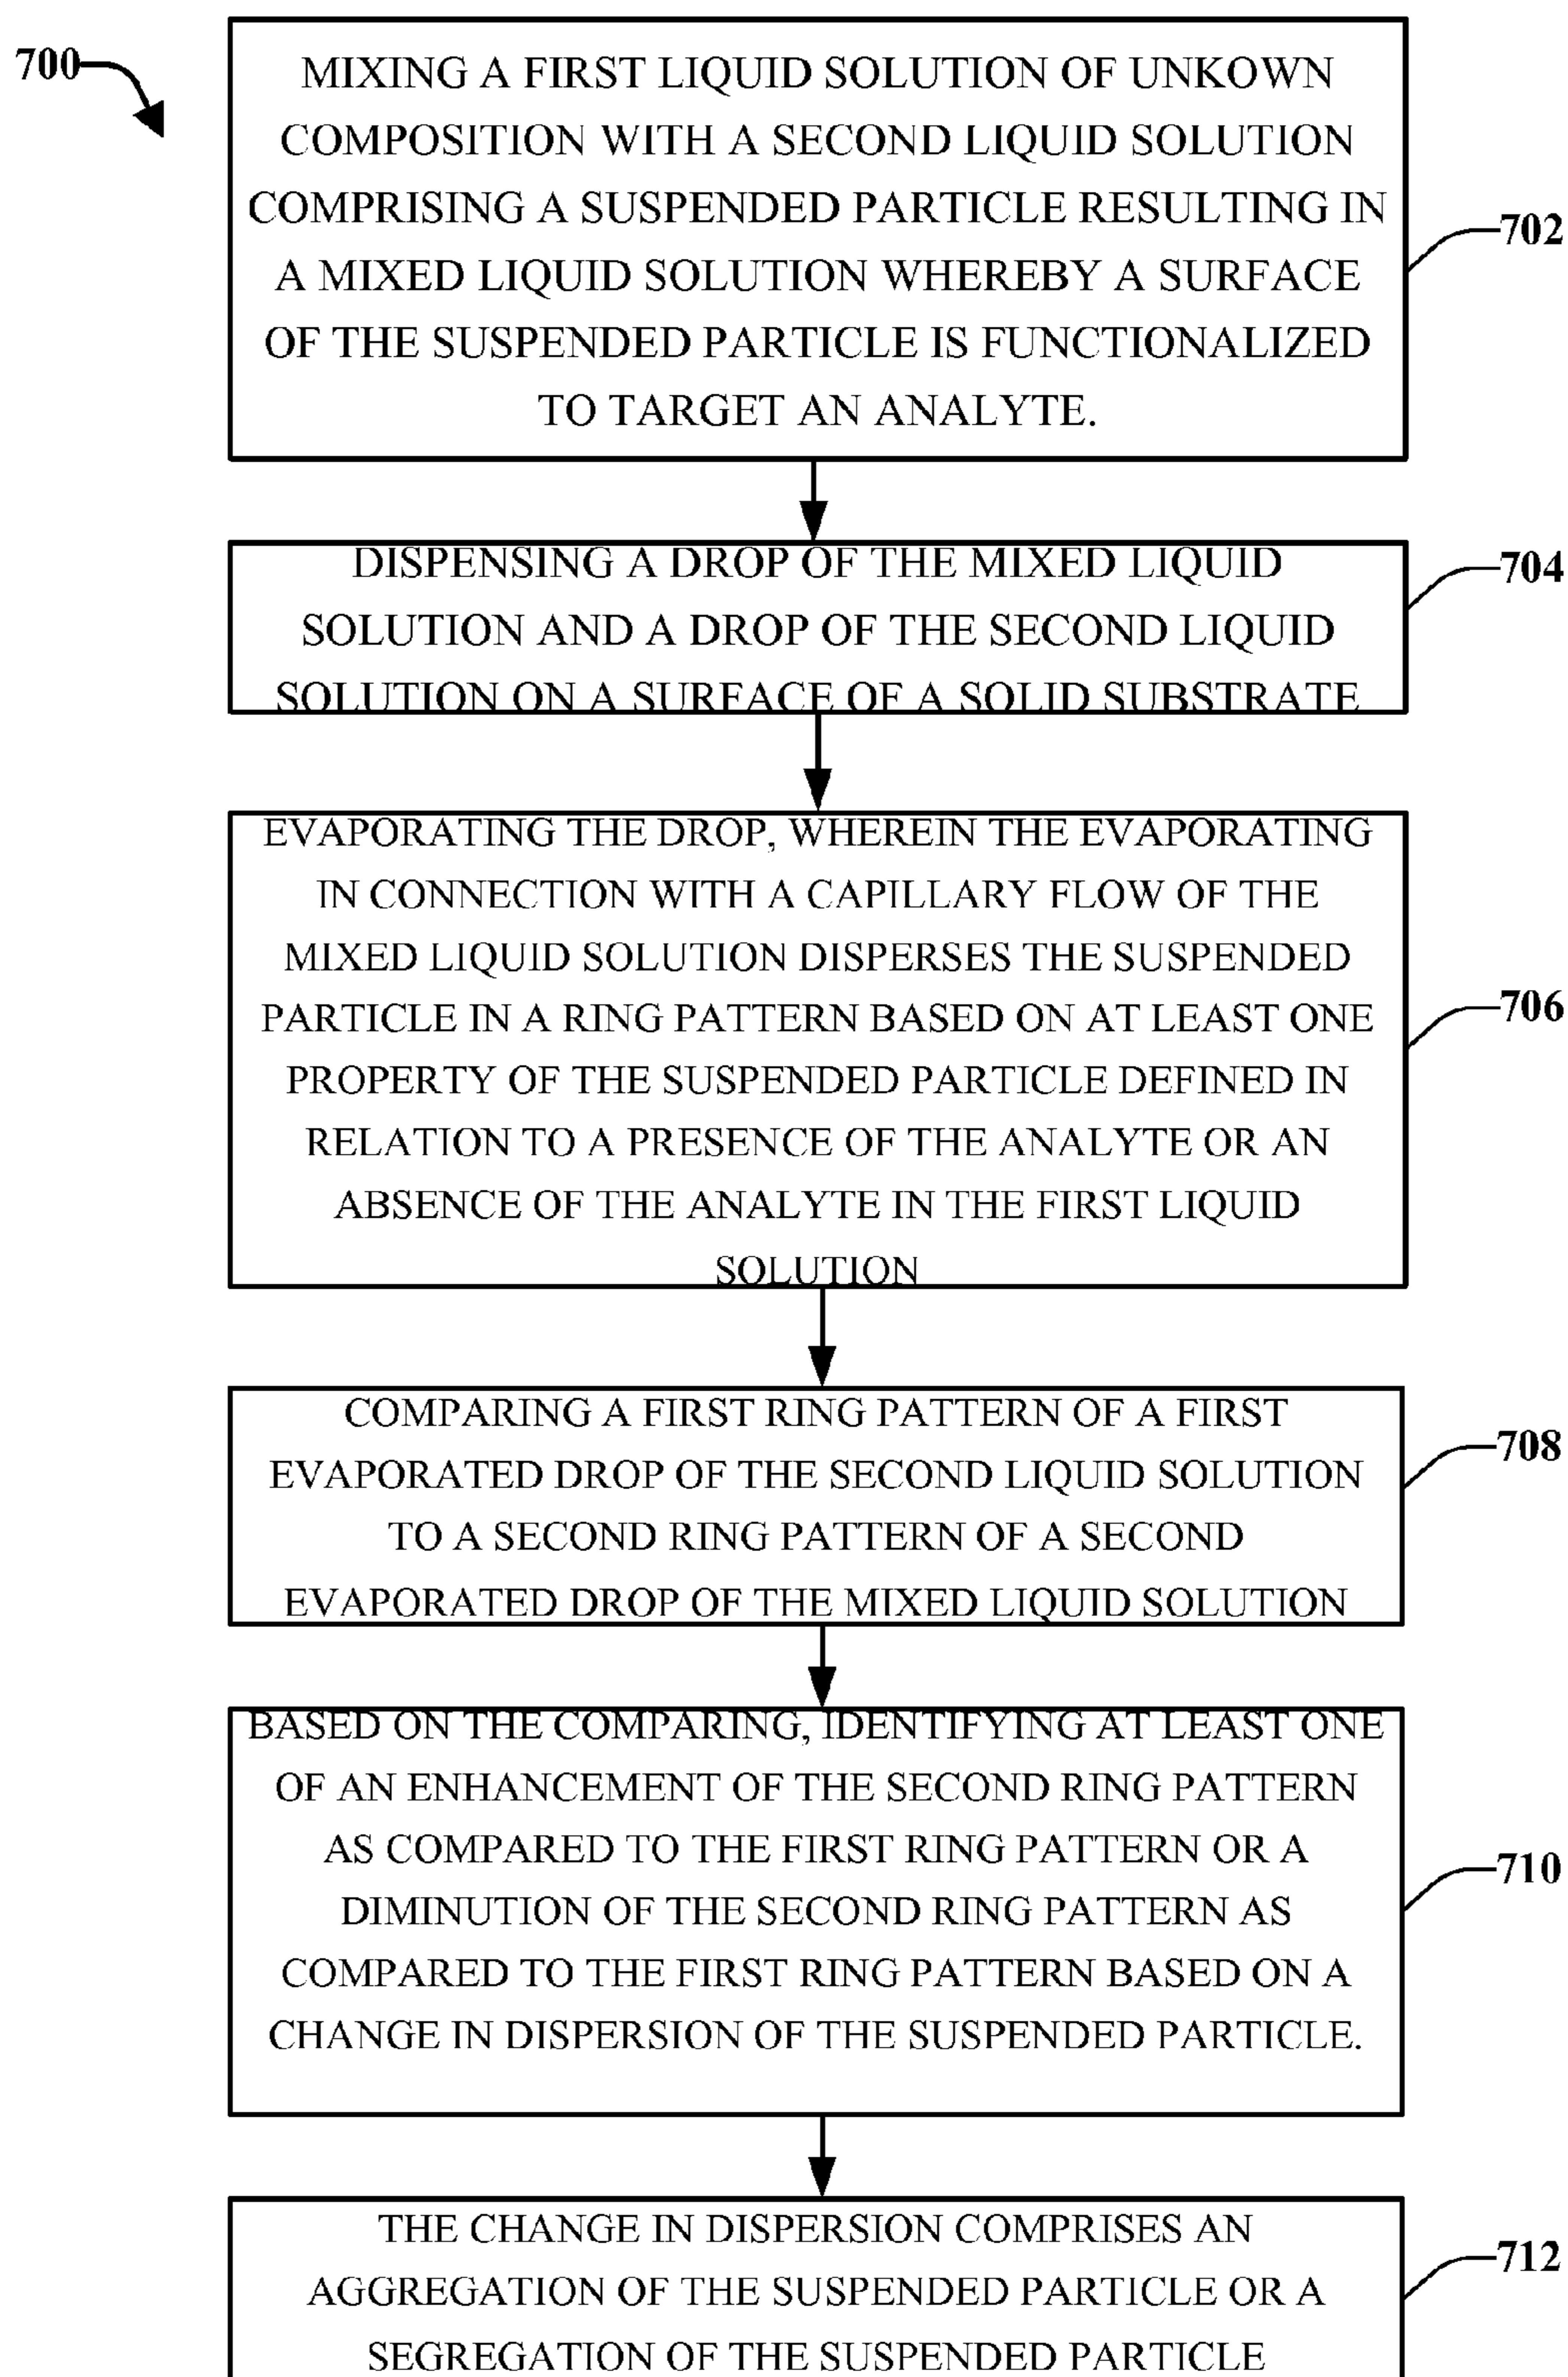 700
MIXING A FIRST LIQUID SOLUTION OF UNKOWN
COMPOSITION WITH A SECOND LIQUID SOLUTION
COMPRISING A SUSPENDED PARTICLE RESULTING IN
A MIXED LIQUID SOLUTION WHEREBY A SURFACE
OF THE SUSPENDED PARTICLE IS FUNCTIONALIZED
TO TARGET AN ANALYTE.
702
DISPENSING A DROP OF THE MIXED LIQUID
SOLUTION AND A DROP OF THE SECOND LIQUID
SOLUTION ON A SURFACE OF A SOLID SUBSTRATE
704
EVAPORATING THE DROP, WHEREIN THE EVAPORATING
IN CONNECTION WITH A CAPILLARY FLOW OF THE
MIXED LIQUID SOLUTION DISPERSES THE SUSPENDED
PARTICLE IN A RING PATTERN BASED ON AT LEAST ONE
PROPERTY OF THE SUSPENDED PARTICLE DEFINED IN
RELATION TO A PRESENCE OF THE ANALYTE OR AN
ABSENCE OF THE ANALYTE IN THE FIRST LIQUID
SOLUTION
706
COMPARING A FIRST RING PATTERN OF A FIRST
EVAPORATED DROP OF THE SECOND LIQUID SOLUTION
TO A SECOND RING PATTERN OF A SECOND
EVAPORATED DROP OF THE MIXED LIQUID SOLUTION
708
BASED ON THE COMPARING, IDENTIFYING AT LEAST ONE
OF AN ENHANCEMENT OF THE SECOND RING PATTERN
AS COMPARED TO THE FIRST RING PATTERN OR A
DIMINUTION OF THE SECOND RING PATTERN AS
COMPARED TO THE FIRST RING PATTERN BASED ON A
CHANGE IN DISPERSION OF THE SUSPENDED PARTICLE.
710
THE CHANGE IN DISPERSION COMPRISES AN
AGGREGATION OF THE SUSPENDED PARTICLE OR A
SEGREGATION OF THE SUSPENDED PARTICLE
712